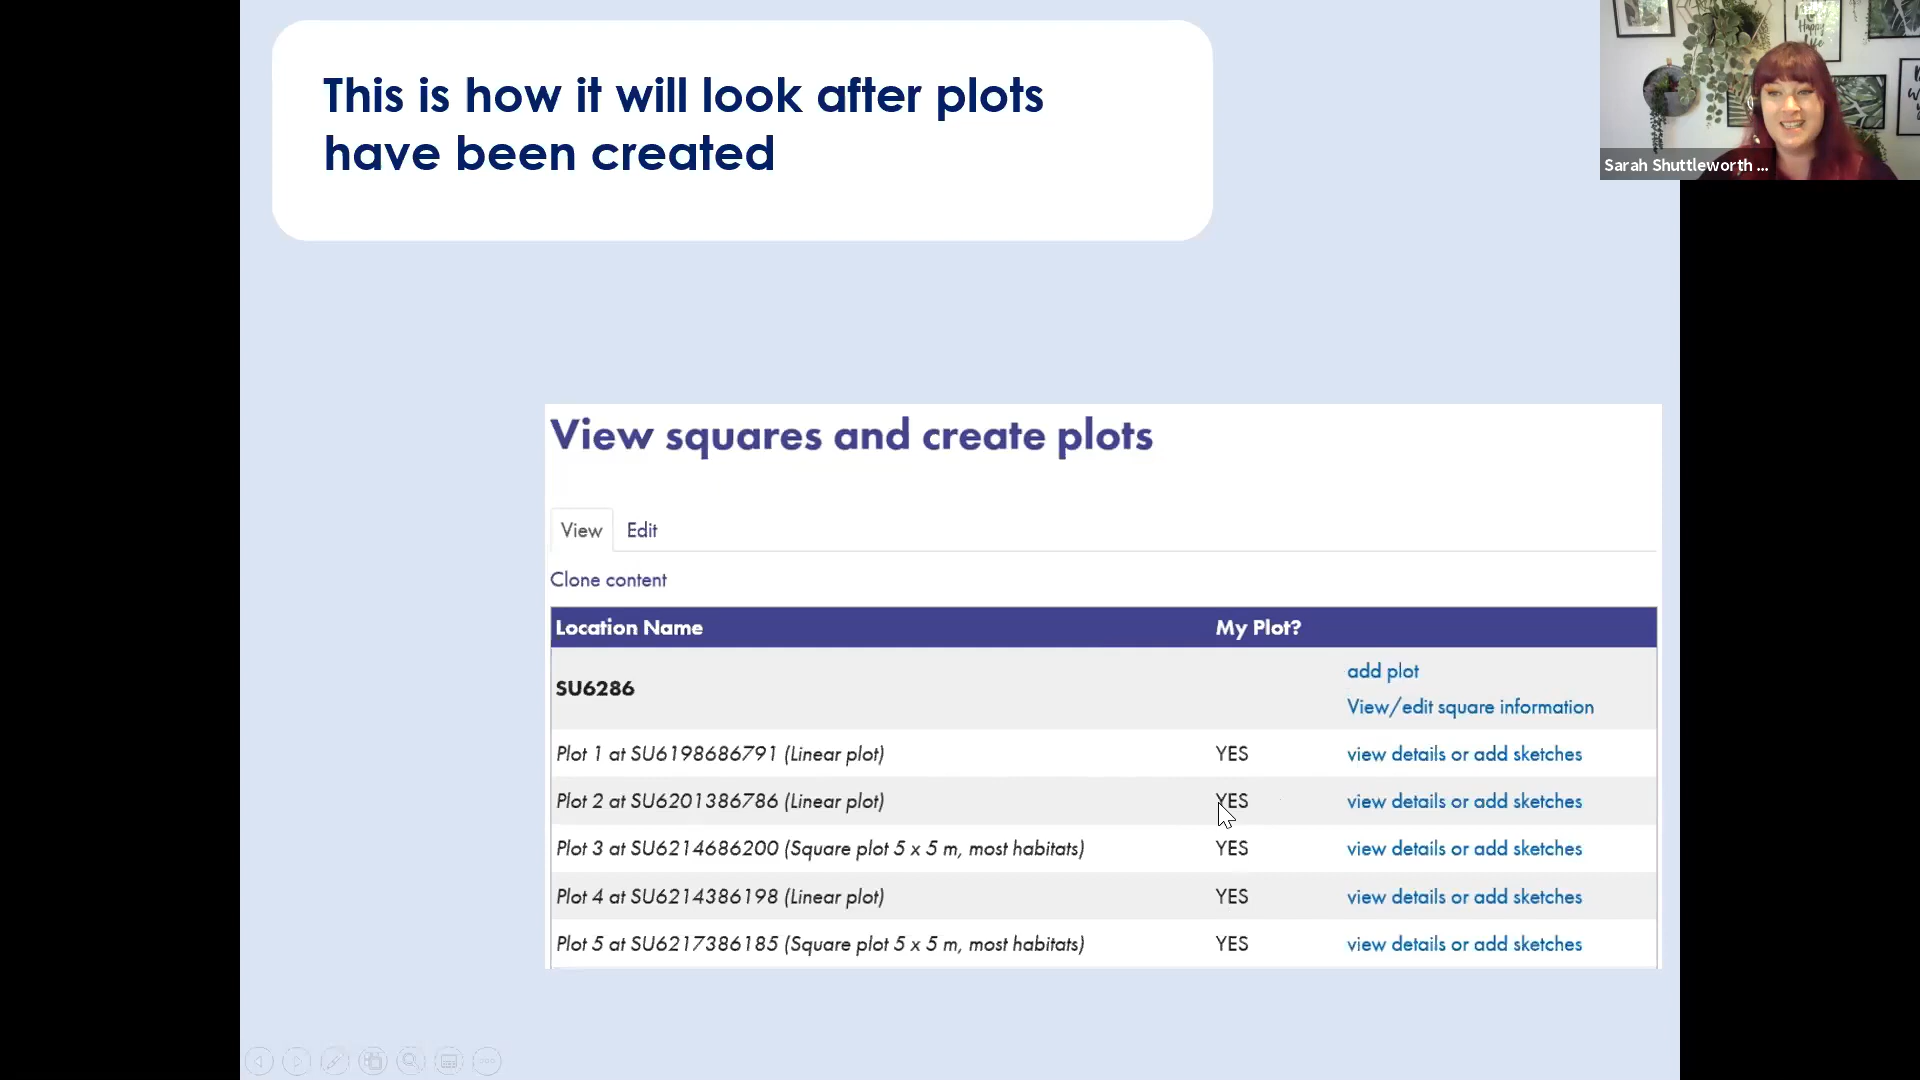 This is how it will look after plots
have been created
Sarah Shuttleworth ...
View squares and create plots
View Edit
Clone content
Location Name My Plot?
SU6286 add plot
View/edit square information
Plot 1 at SU6198686791 (Linear plot) YES view details or add sketches
Plot 2 at SU6201386786 (Linear plot) YES view details or add sketches
Plot 3 at SU6214686200 (Square plot 5 x 5 m, most habitats) YES view details or add sketches
Plot 4 at SU6214386198 (Linear plot) YES view details or add sketches
Plot 5 at SU6217386185 (Square plot 5 x 5 m, most habitats) YES view details or add sketches